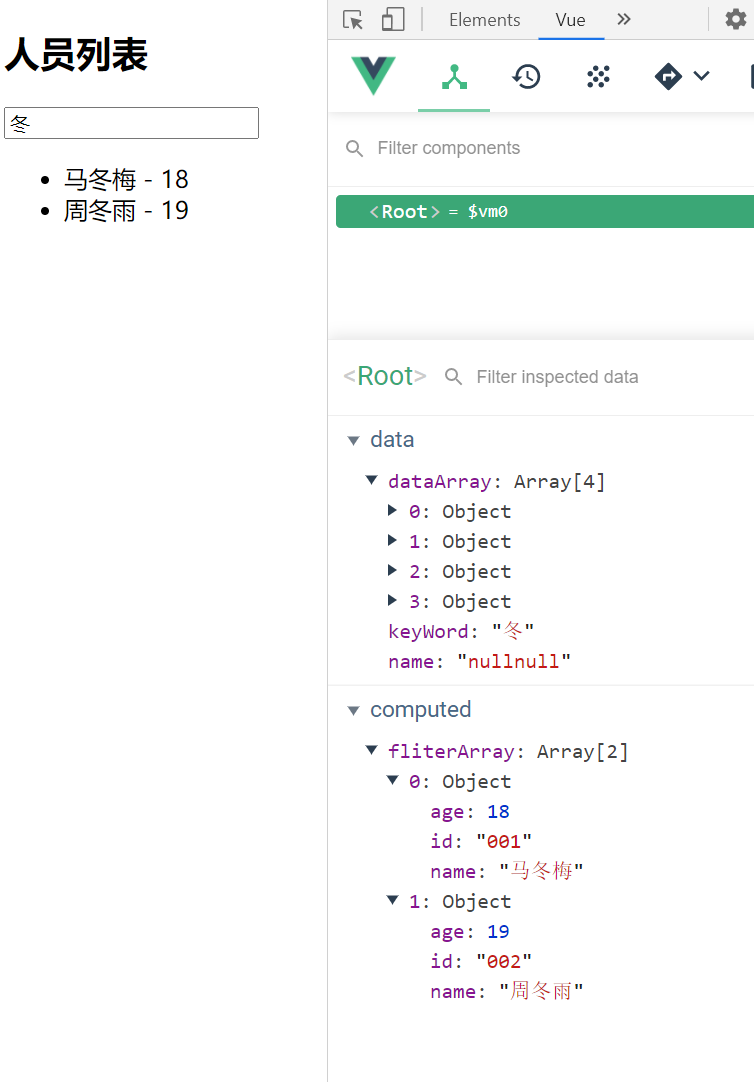 人员列表
冬
马冬梅 - 18
周冬雨 - 19
Elements Vue
Filter components
<Root> = $vm0
<Root> Filter inspected data
data
dataArray: Array[4]
0: Object
1: Object
2: Object
3: Object
keyWord: "冬"
name: "nullnull"
computed
fliterArray: Array[2]
0: Object
age: 18
id: "001"
name: "马冬梅"
1: Object
age: 19
id: "002"
name: "周冬雨"